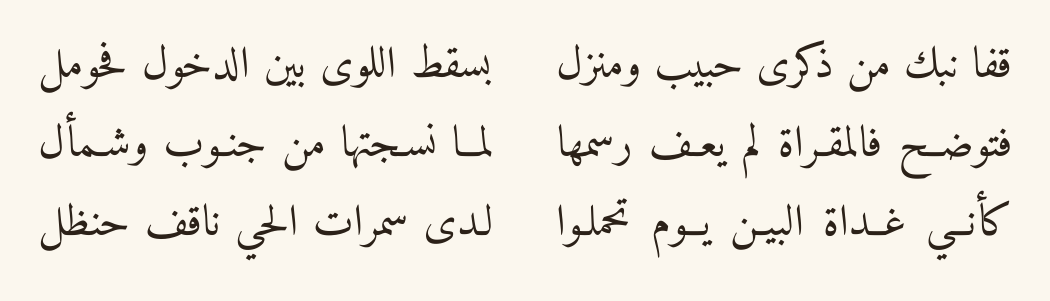 قفا نبك من ذكرى حبيب ومنزل بسقط اللوى بين الدخول فحومل
فتوضح فالمقراة لم يعف رسمها لما نسجتها من جنوب وشمأل
كأني غداة البين يوم تحملوا لدى سمرات الحي ناقف حنظل